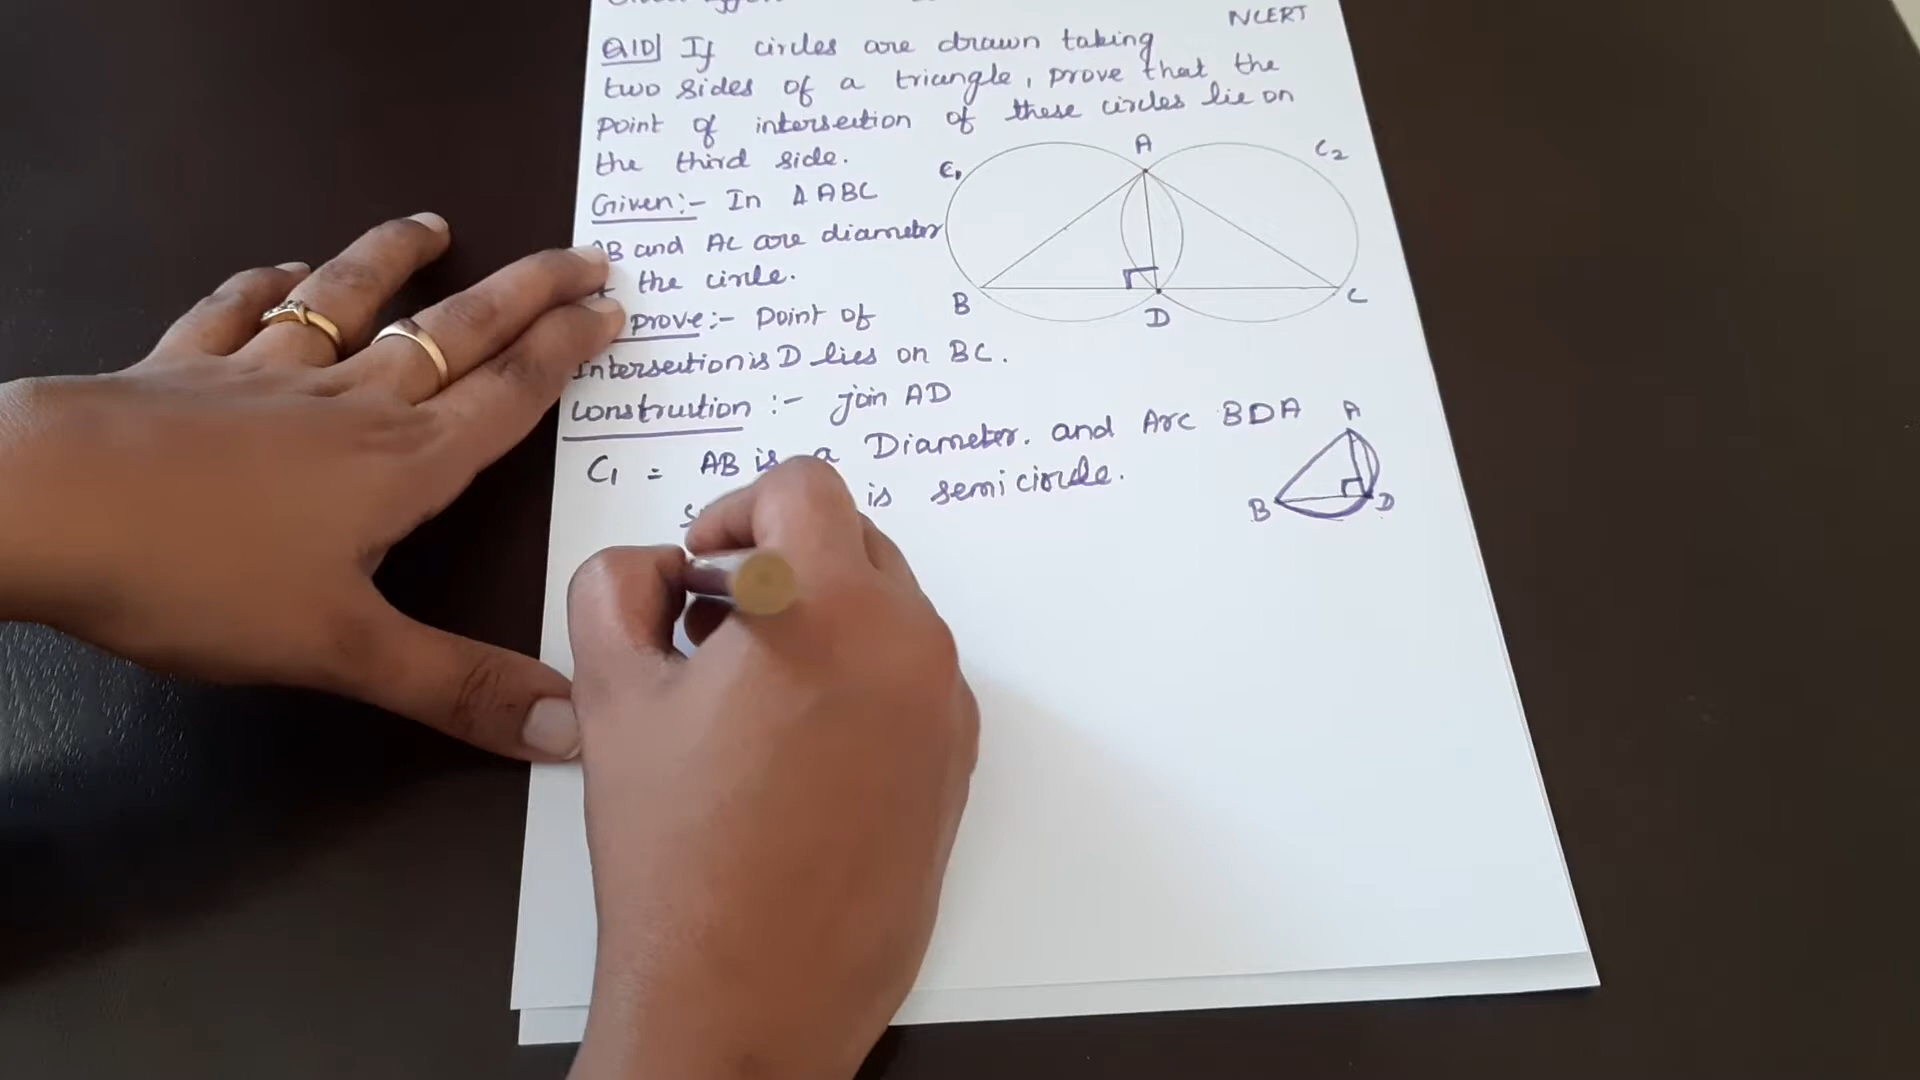 NCERT
Q10| If circles are drawn taking
two sides of a triangle, prove that the
point of intersection of these circles lie on
the third side.
Given:- In ΔABC
AB and AC are diameter
the circle.
prove:- Point of
Intersection is D lies on BC.
Construction :- join AD
C1 = AB is a Diameter. and Arc BDA
is semicircle.
C1
A
C2
B
D
C
A
B
D